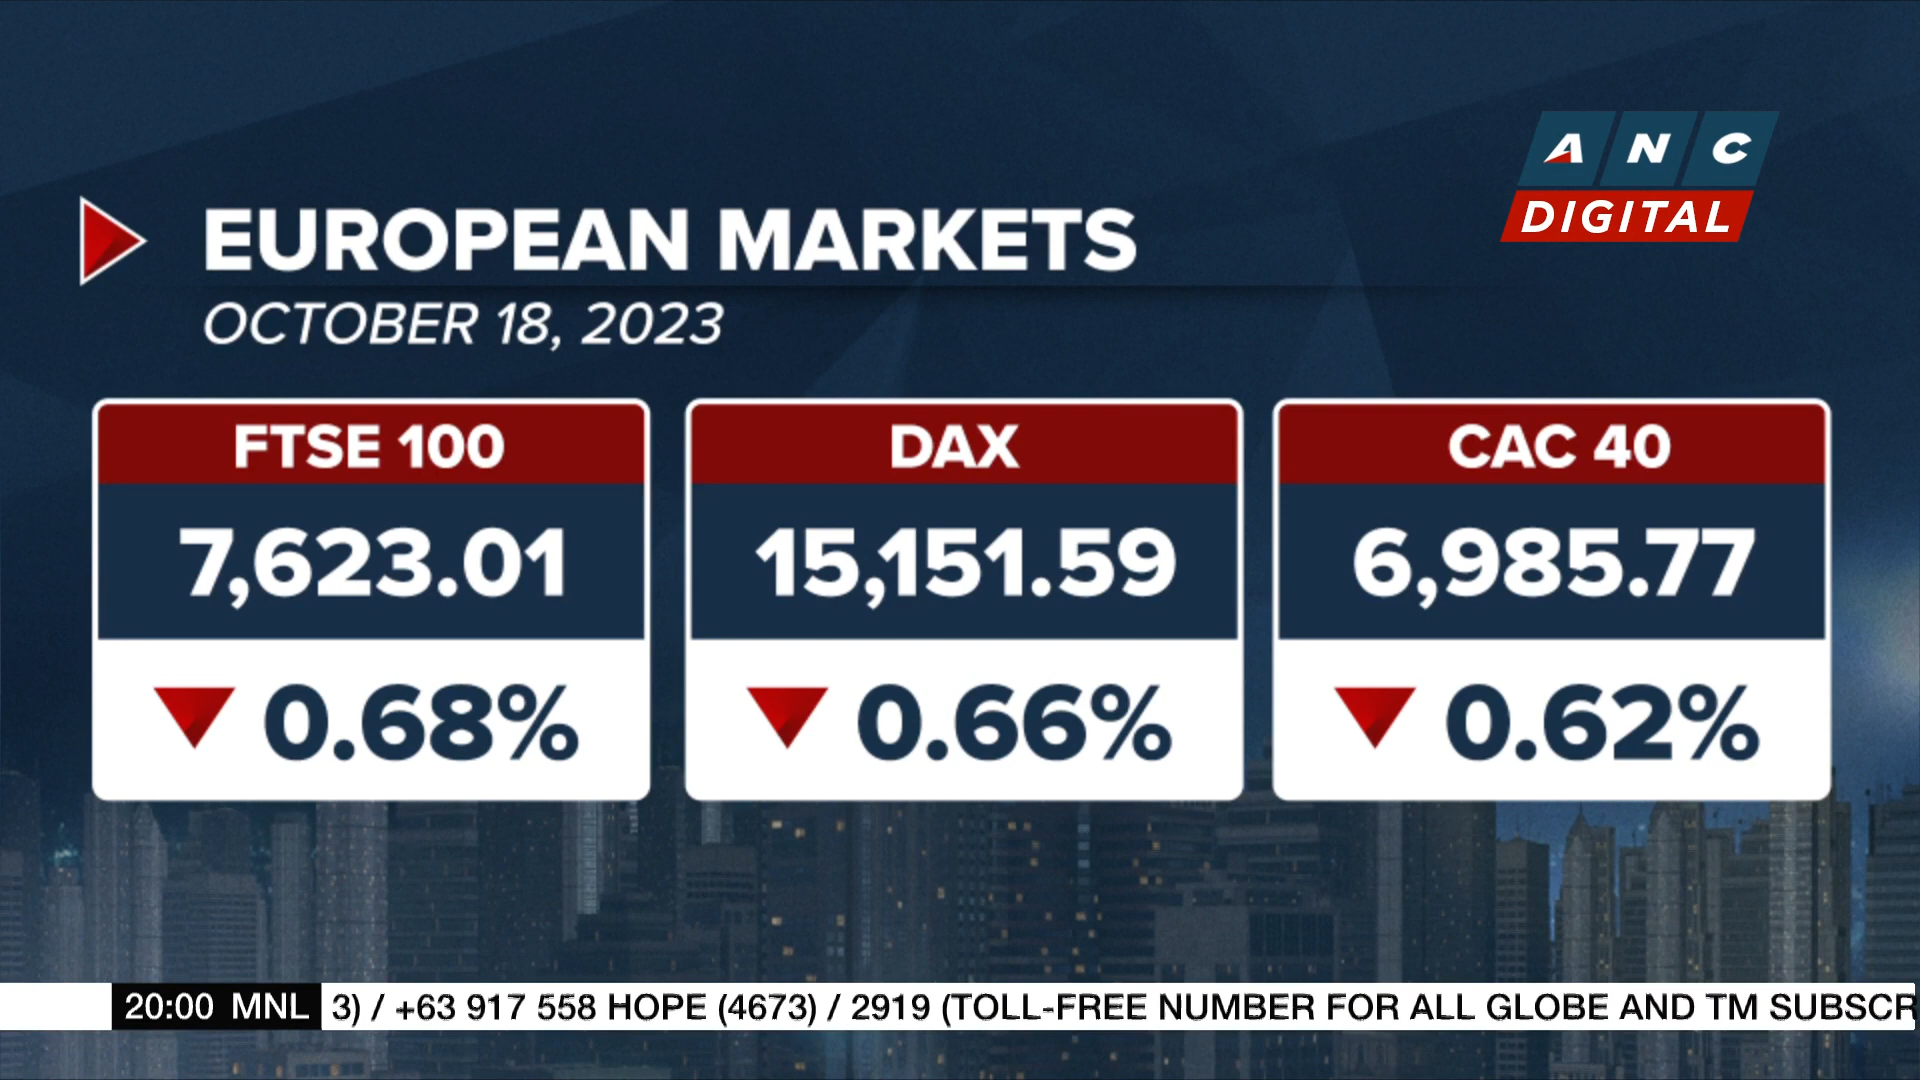 ANC
DIGITAL
EUROPEAN MARKETS
OCTOBER 18, 2023
FTSE 100
7,623.01
0.68%
DAX
15,151.59
0.66%
CAC 40
6,985.77
0.62%
20:00 MNL 3) / +63 917 558 HOPE (4673) / 2919 (TOLL-FREE NUMBER FOR ALL GLOBE AND TM SUBSCR